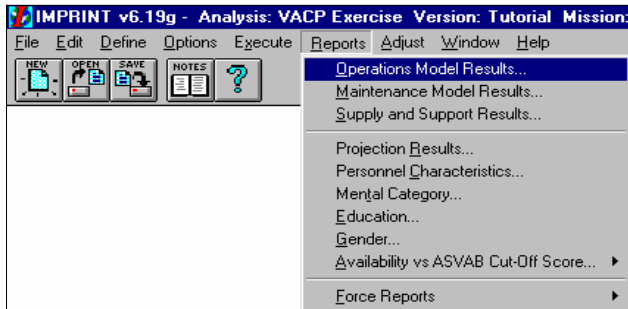 IMPRINT v6.19g - Analysis: VACP Exercise Version: Tutorial Mission:
File Edit Define Options Execute Reports Adjust Window Help
NEW OPEN SAVE NOTES ?
Operations Model Results...
Maintenance Model Results...
Supply and Support Results...
Projection Results...
Personnel Characteristics...
Mental Category...
Education...
Gender...
Availability vs ASVAB Cut-Off Score...
Force Reports